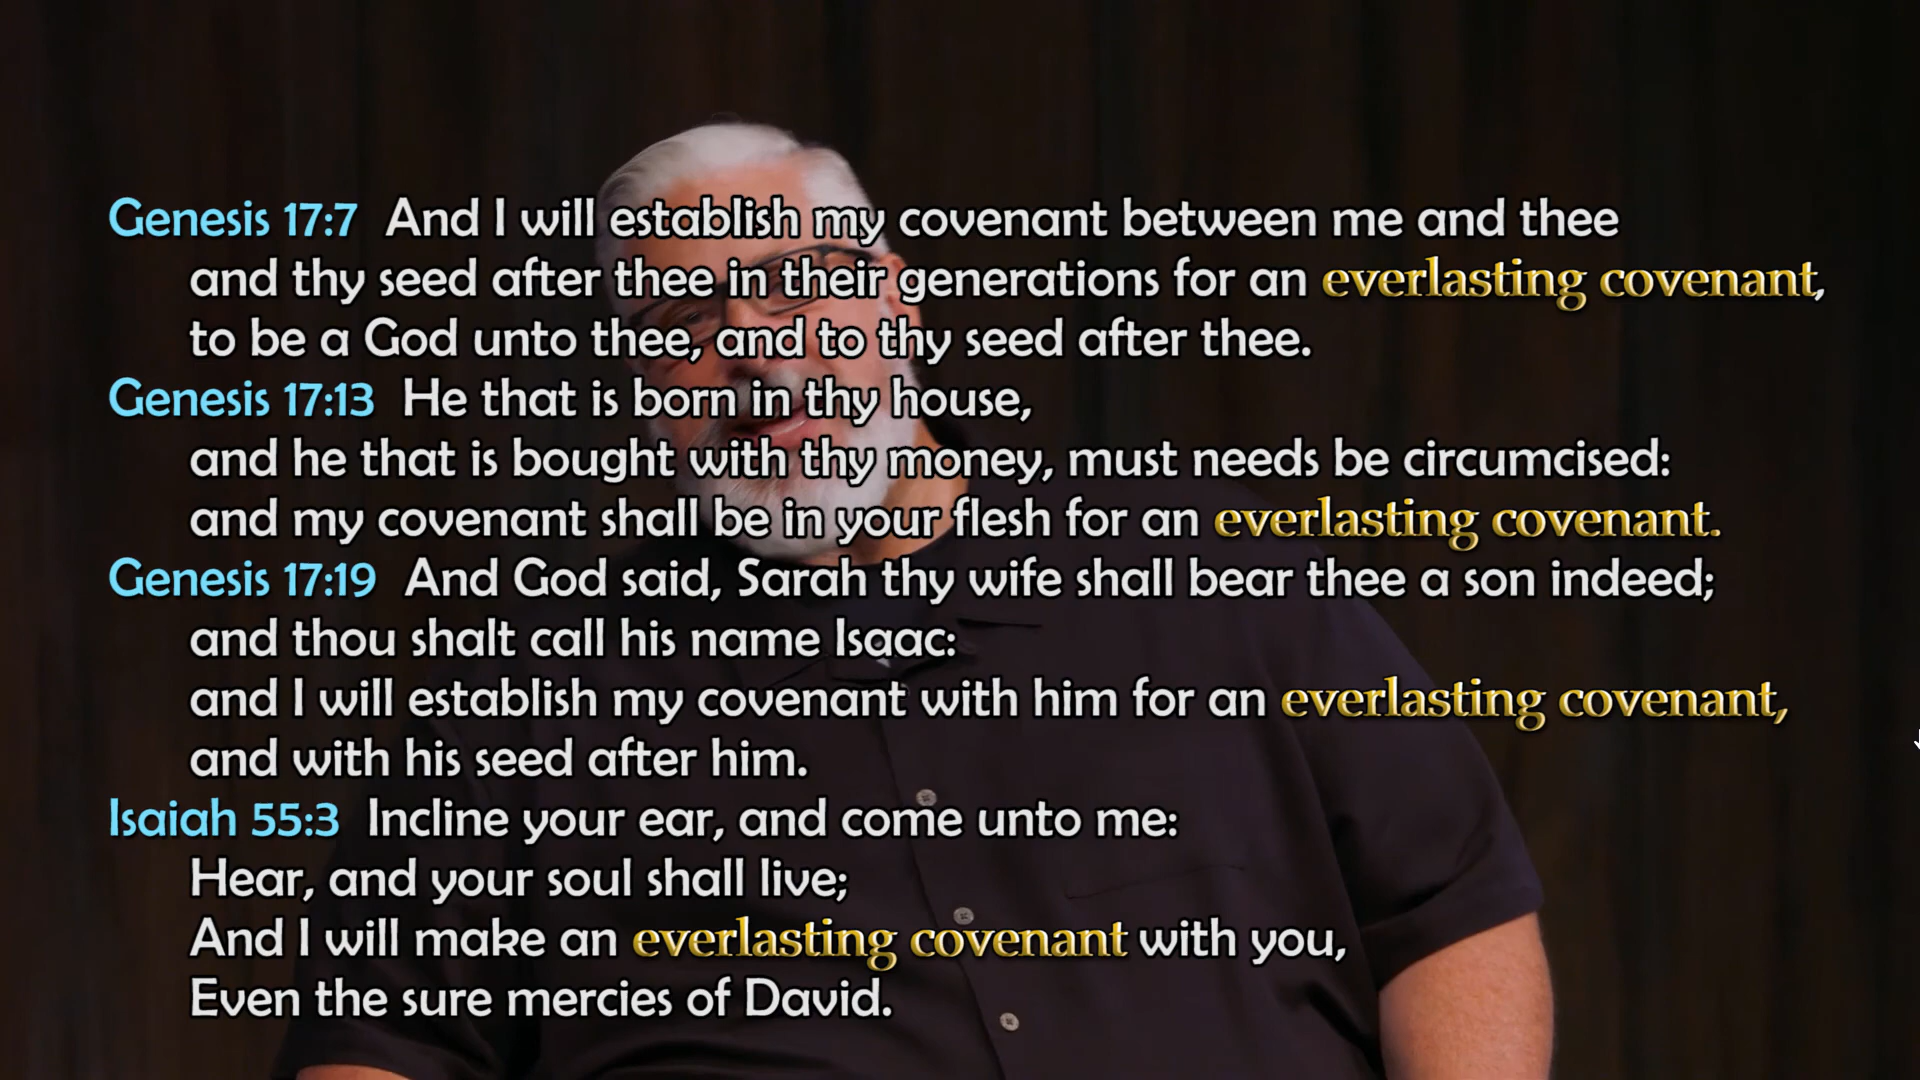 Genesis 17:7 And I will establish my covenant between me and thee
and thy seed after thee in their generations for an everlasting covenant,
to be a God unto thee, and to thy seed after thee.
Genesis 17:13 He that is born in thy house,
and he that is bought with thy money, must needs be circumcised:
and my covenant shall be in your flesh for an everlasting covenant.
Genesis 17:19 And God said, Sarah thy wife shall bear thee a son indeed;
and thou shalt call his name Isaac:
and I will establish my covenant with him for an everlasting covenant,
and with his seed after him.
Isaiah 55:3 Incline your ear, and come unto me:
Hear, and your soul shall live;
And I will make an everlasting covenant with you,
Even the sure mercies of David.